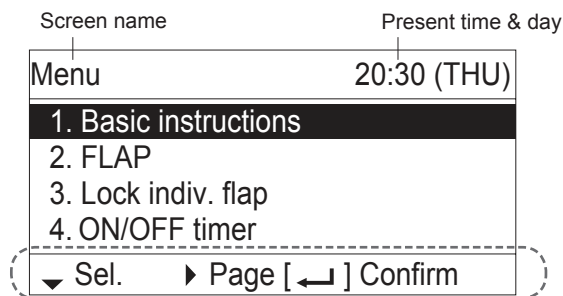 Screen name Present time & day
Menu 20:30 (THU)
1. Basic instructions
2. FLAP
3. Lock indiv. flap
4. ON/OFF timer
Sel. Page [ ] Confirm